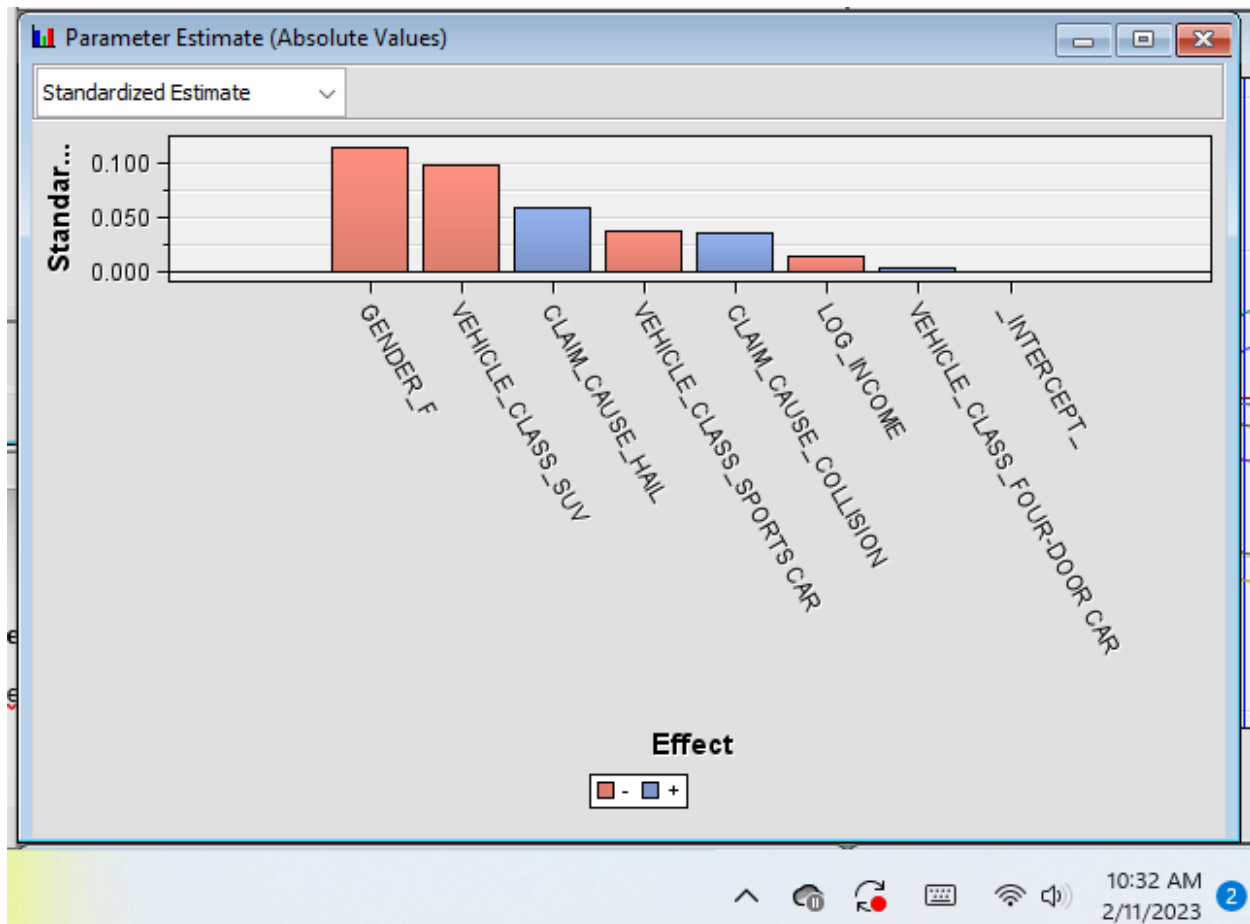 Parameter Estimate (Absolute Values)
Standardized Estimate
Standar...
0.100
0.050
0.000
GENDER_F
VEHICLE_CLASS_SUV
CLAIM_CAUSE_HAIL
VEHICLE_CLASS_SPORTS CAR
CLAIM_CAUSE_COLLISION
LOG_INCOME
VEHICLE_CLASS_FOUR-DOOR CAR
_INTERCEPT_
Effect
- +
e
e
10:32 AM
2
2/11/2023